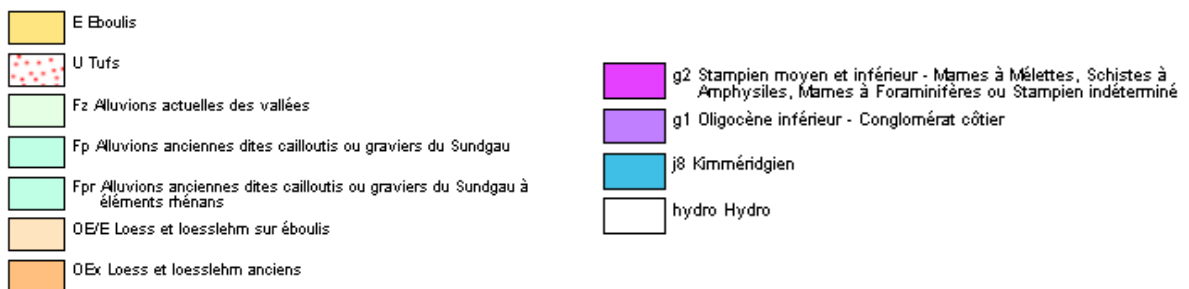 E Eboulis
U Tufs
Fz Alluvions actuelles des vallées
Fp Alluvions anciennes dites cailloutis ou graviers du Sundgau
Fpr Alluvions anciennes dites cailloutis ou graviers du Sundgau à
éléments rhénans
OE/E Loess et loesslehm sur éboulis
OEx Loess et loesslehm anciens
g2 Stampien moyen et inférieur - Marnes à Mélettes, Schistes à
Amphysiles, Marnes à Foraminifères ou Stampien indéterminé
g1 Oligocène inférieur - Conglomérat côtier
j8 Kimméridgien
hydro Hydro